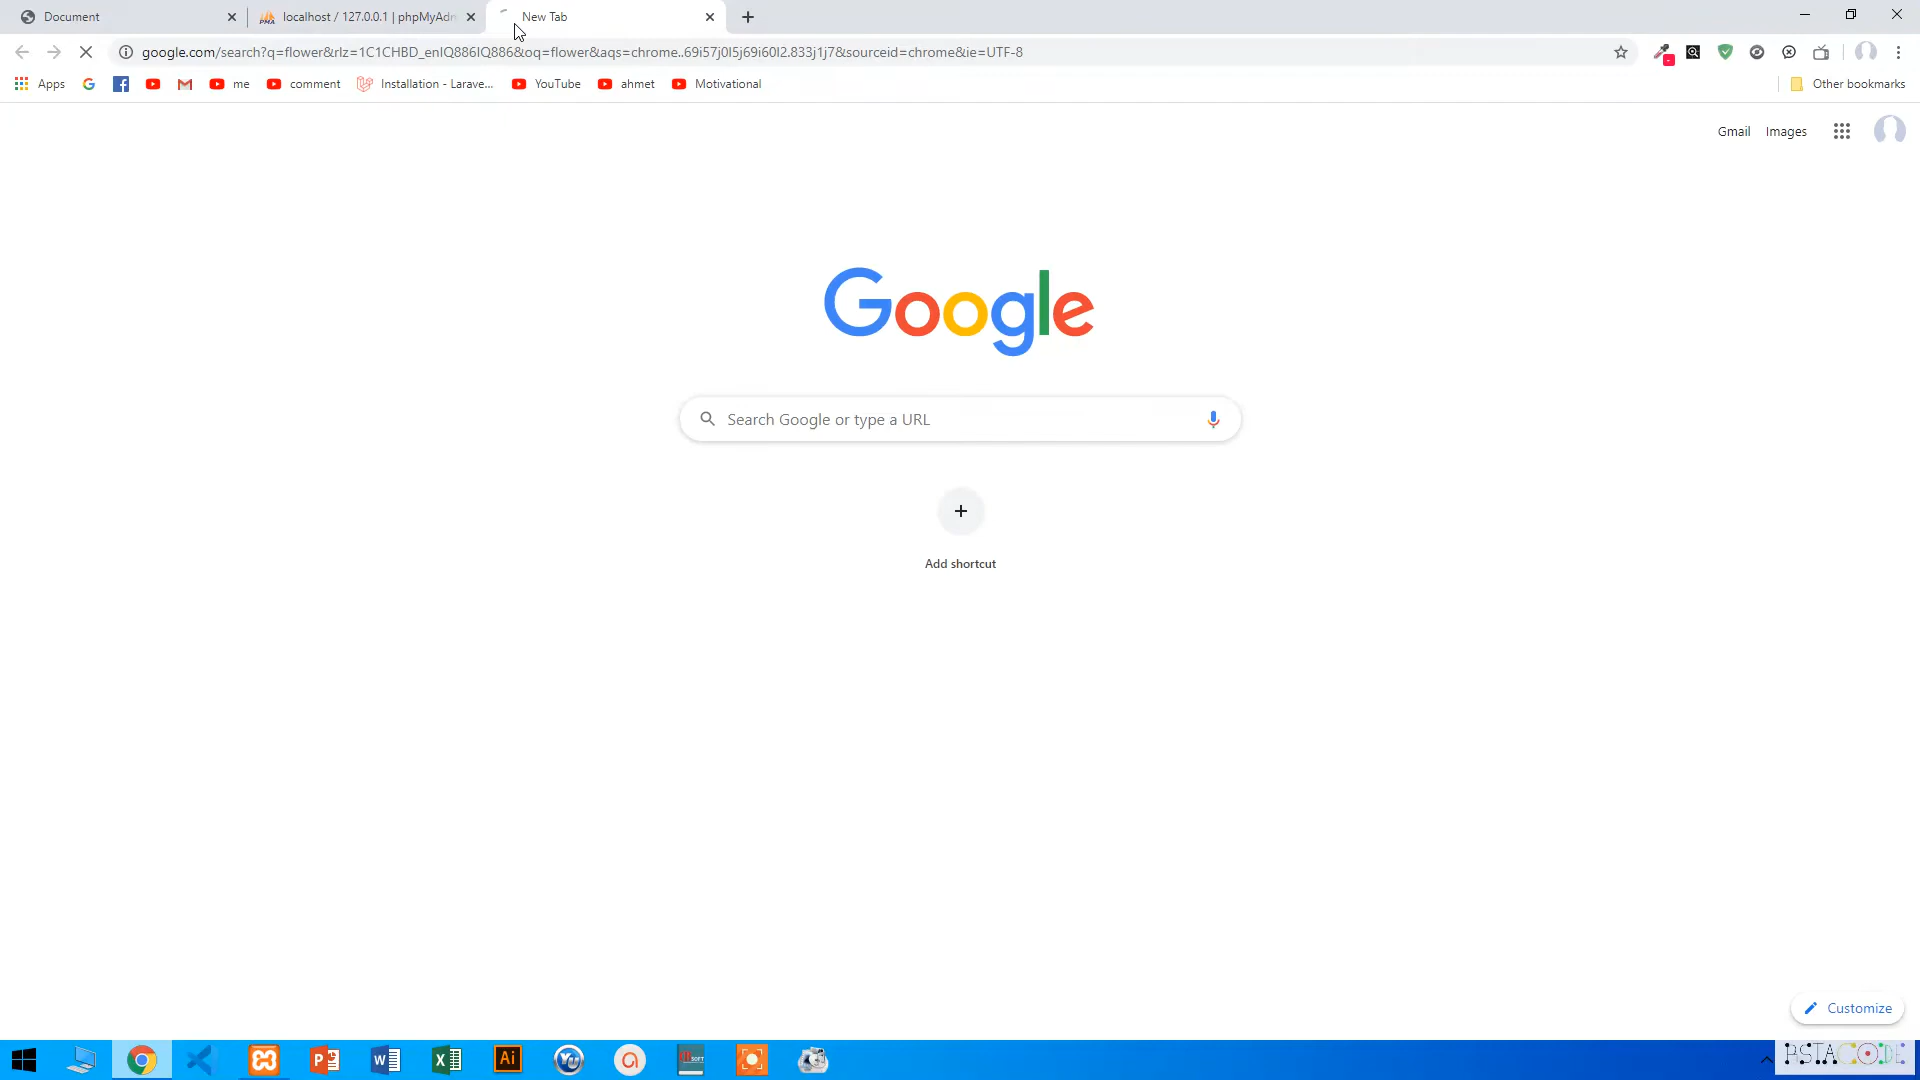 Document
localhost / 127.0.0.1 | phpMyAdn
New Tab
google.com/search?q=flower&rlz=1C1CHBD_enIQ886IQ886&oq=flower&aqs=chrome..69i57j0l5j69i60l2.833j1j7&sourceid=chrome&ie=UTF-8
Apps
me
comment
Installation - Larave...
YouTube
ahmet
Motivational
Other bookmarks
Gmail
Images
Google
Search Google or type a URL
Add shortcut
Customize
RSTACODE